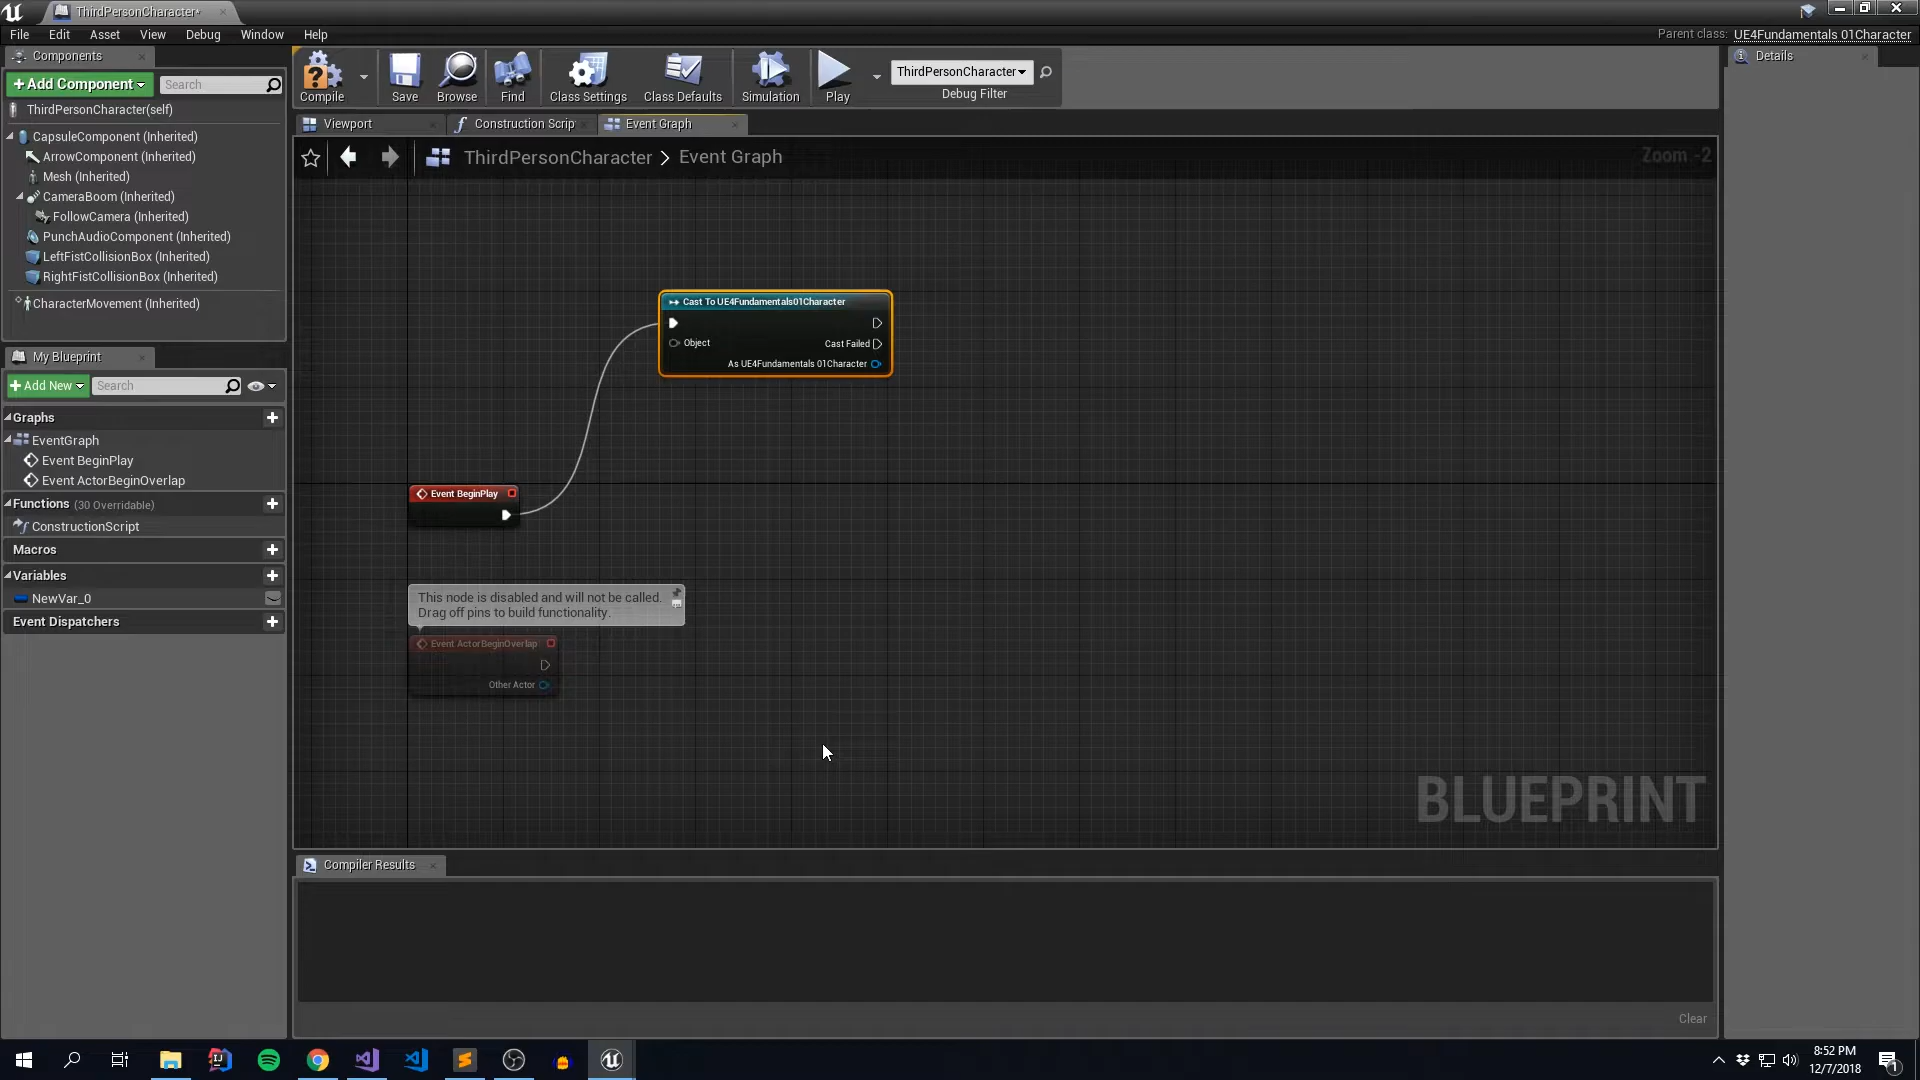 ThirdPersonCharacter*
File Edit Asset View Debug Window Help
Parent class: UE4Fundamentals 01Character
Components
+Add Component
Search
ThirdPersonCharacter(self)
CapsuleComponent (Inherited)
ArrowComponent (Inherited)
Mesh (Inherited)
CameraBoom (Inherited)
FollowCamera (Inherited)
PunchAudioComponent (Inherited)
LeftFistCollisionBox (Inherited)
RightFistCollisionBox (Inherited)
CharacterMovement (Inherited)
My Blueprint
+Add New
Search
Graphs
EventGraph
Event BeginPlay
Event ActorBeginOverlap
Functions (30 Overridable)
ConstructionScript
Macros
Variables
NewVar_0
Event Dispatchers
Compile
Save
Browse
Find
Class Settings
Class Defaults
Simulation
Play
ThirdPersonCharacter
Debug Filter
Viewport
Construction Scrip
Event Graph
ThirdPersonCharacter > Event Graph
Zoom -2
Cast To UE4Fundamentals01Character
Object
Cast Failed
As UE4Fundamentals 01Character
Event BeginPlay
This node is disabled and will not be called.
Drag off pins to build functionality.
Event ActorBeginOverlap
Other Actor
BLUEPRINT
Compiler Results
Clear
Details
8:52 PM
12/7/2018
1